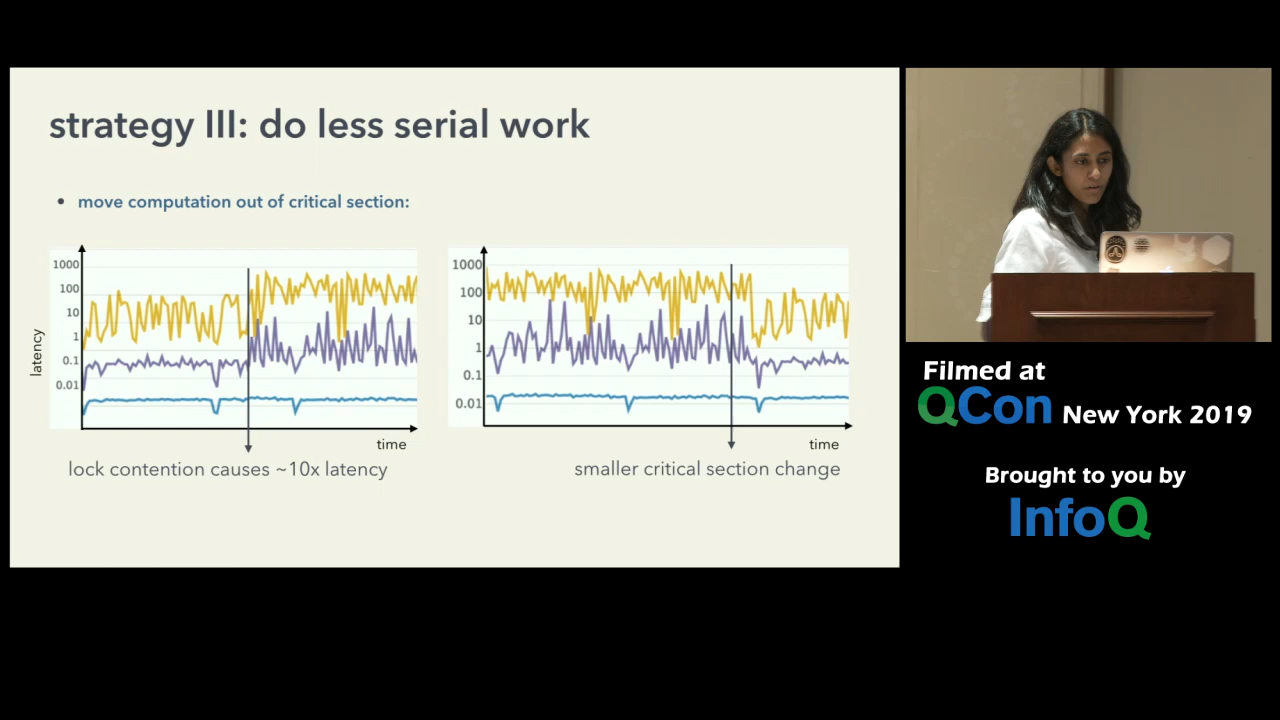 strategy III: do less serial work
• move computation out of critical section:
1000
100
10
1
0.1
0.01
latency
time
lock contention causes ~10x latency
1000
100
10
1
0.1
0.01
time
smaller critical section change
Filmed at
QCon New York 2019
Brought to you by
InfoQ